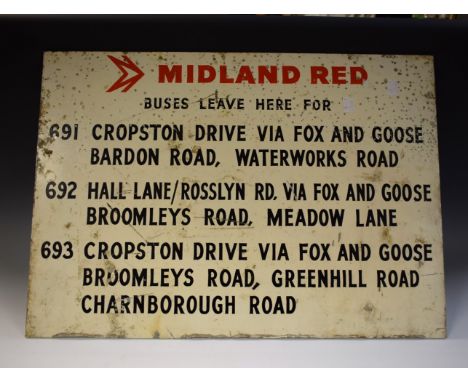 MIDLAND RED
BUSES LEAVE HERE FOR
691 CROPSTON DRIVE VIA FOX AND GOOSE
BARDON ROAD, WATERWORKS ROAD
692 HALL LANE/ROSSLYN RD. VIA FOX AND GOOSE
BROOMLEYS ROAD, MEADOW LANE
693 CROPSTON DRIVE VIA FOX AND GOOSE
BROOMLEYS ROAD, GREENHILL ROAD
CHARNBOROUGH ROAD